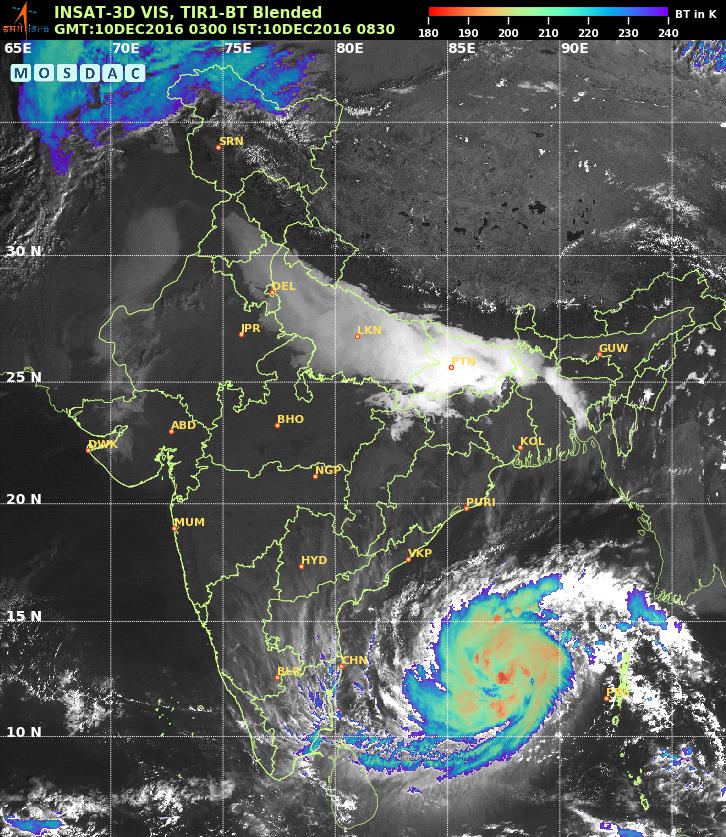 INSAT-3D VIS, TIR1-BT Blended
GMT:10DEC2016 0300 IST:10DEC2016 0830
BT in K
180 190 200 210 220 230 240
65E 70E 75E 80E 85E 90E
MOSDAC
SRN
30 N
DEL
JPR LKN
GUW
PTN
25 N
ABD BHO
DWK KOL
NGP
20 N PURI
MUM
VKP
HYD
15 N
CHN
BLR
10 N